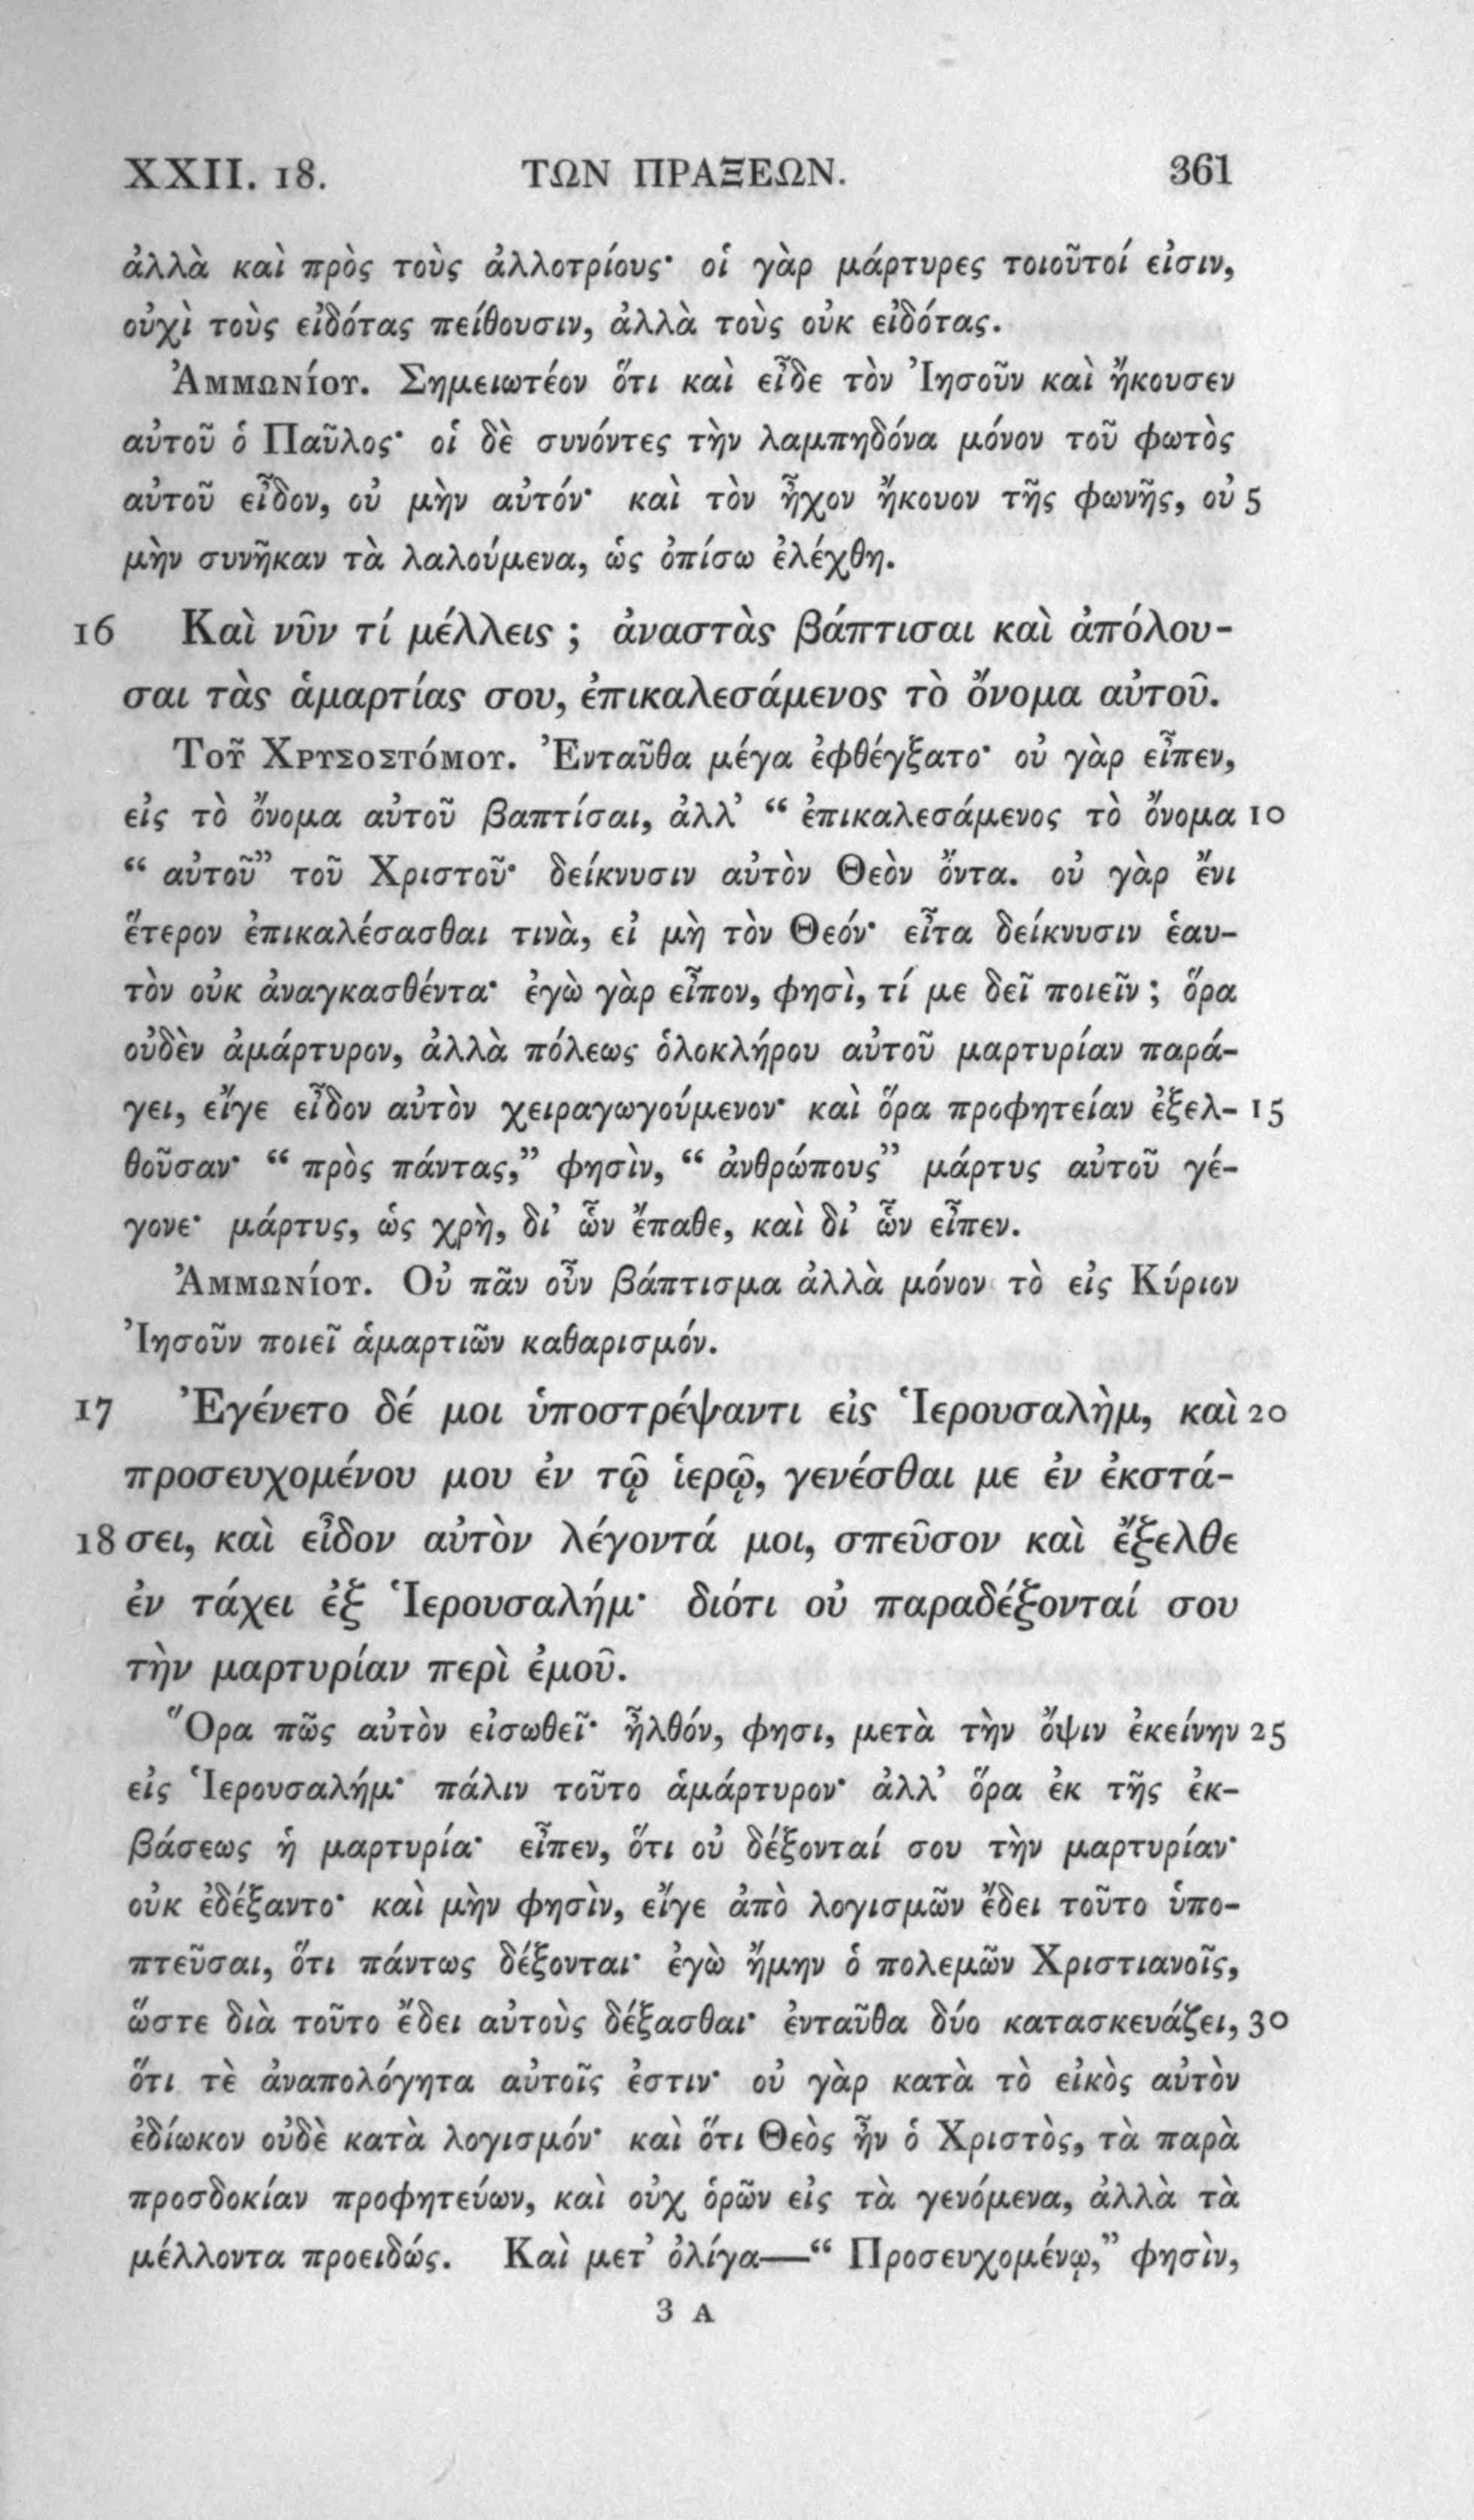 XXII. 18. ΤΩΝ ΠΡΑΞΕΩΝ. 361
ἀλλὰ καὶ πρὸς τοὺς ἀλλοτρίους· οἱ γὰρ μάρτυρες τοιοῦτοί εἰσιν,
οὐχὶ τοὺς εἰδότας πείθουσιν, ἀλλὰ τοὺς οὐκ εἰδότας.
Ἀμμωνίου. Σημειωτέον ὅτι καὶ εἶδε τὸν Ἰησοῦν καὶ ἤκουσεν
αὐτοῦ ὁ Παῦλος· οἱ δὲ συνόντες τὴν λαμπηδόνα μόνον τοῦ φωτὸς
αὐτοῦ εἶδον, οὐ μὴν αὐτόν· καὶ τὸν ἦχον ἤκουον τῆς φωνῆς, οὐ 5
μὴν συνῆκαν τὰ λαλούμενα, ὡς ὀπίσω ἐλέχθη.
16 Καὶ νῦν τί μέλλεις ; ἀναστὰς βάπτισαι καὶ ἀπόλου-
σαι τὰς ἁμαρτίας σου, ἐπικαλεσάμενος τὸ ὄνομα αὐτοῦ.
Τοῦ Χρυσοστόμου. Ἐνταῦθα μέγα ἐφθέγξατο· οὐ γὰρ εἶπεν,
εἰς τὸ ὄνομα αὐτοῦ βαπτίσαι, ἀλλ’ “ ἐπικαλεσάμενος τὸ ὄνομα 10
“ αὐτοῦ” τοῦ Χριστοῦ· δείκνυσιν αὐτὸν Θεὸν ὄντα. οὐ γὰρ ἔνι
ἕτερον ἐπικαλέσασθαι τινὰ, εἰ μὴ τὸν Θεόν· εἶτα δείκνυσιν ἑαυ-
τὸν οὐκ ἀναγκασθέντα· ἐγὼ γὰρ εἶπον, φησὶ, τί με δεῖ ποιεῖν ; ὅρα
οὐδὲν ἀμάρτυρον, ἀλλὰ πόλεως ὁλοκλήρου αὐτοῦ μαρτυρίαν παρά-
γει, εἴγε εἶδον αὐτὸν χειραγωγούμενον· καὶ ὅρα προφητείαν ἐξελ- 15
θοῦσαν· “ πρὸς πάντας,” φησὶν, “ ἀνθρώπους” μάρτυς αὐτοῦ γέ-
γονε· μάρτυς, ὡς χρὴ, δι’ ὧν ἔπαθε, καὶ δι’ ὧν εἶπεν.
Ἀμμωνίου. Οὐ πᾶν οὖν βάπτισμα ἀλλὰ μόνον τὸ εἰς Κύριον
Ἰησοῦν ποιεῖ ἁμαρτιῶν καθαρισμόν.
17 Ἐγένετο δέ μοι ὑποστρέψαντι εἰς Ἱερουσαλὴμ, καὶ 20
προσευχομένου μου ἐν τῷ ἱερῷ, γενέσθαι με ἐν ἐκστά-
18 σει, καὶ εἶδον αὐτὸν λέγοντά μοι, σπεῦσον καὶ ἔξελθε
ἐν τάχει ἐξ Ἱερουσαλήμ· διότι οὐ παραδέξονταί σου
τὴν μαρτυρίαν περὶ ἐμοῦ.
Ὅρα πῶς αὐτὸν εἰσωθεῖ· ἦλθόν, φησι, μετὰ τὴν ὄψιν ἐκείνην 25
εἰς Ἱερουσαλήμ· πάλιν τοῦτο ἁμάρτυρον· ἀλλ’ ὅρα ἐκ τῆς ἐκ-
βάσεως ἡ μαρτυρία· εἶπεν, ὅτι οὐ δέξονταί σου τὴν μαρτυρίαν·
οὐκ ἐδέξαντο· καὶ μὴν φησὶν, εἴγε ἀπὸ λογισμῶν ἔδει τοῦτο ὑπο-
πτεῦσαι, ὅτι πάντως δέξονται· ἐγὼ ἤμην ὁ πολεμῶν Χριστιανοῖς,
ὥστε διὰ τοῦτο ἔδει αὐτοὺς δέξασθαι· ἐνταῦθα δύο κατασκευάζει, 30
ὅτι τὲ ἀναπολόγητα αὐτοῖς ἐστιν· οὐ γὰρ κατὰ τὸ εἰκὸς αὐτὸν
ἐδίωκον οὐδὲ κατὰ λογισμόν· καὶ ὅτι Θεὸς ἦν ὁ Χριστὸς, τὰ παρὰ
προσδοκίαν προφητεύων, καὶ οὐχ ὁρῶν εἰς τὰ γενόμενα, ἀλλὰ τὰ
μέλλοντα προειδώς. Καὶ μετ’ ὀλίγα—“ Προσευχομένῳ,” φησὶν,
3 A